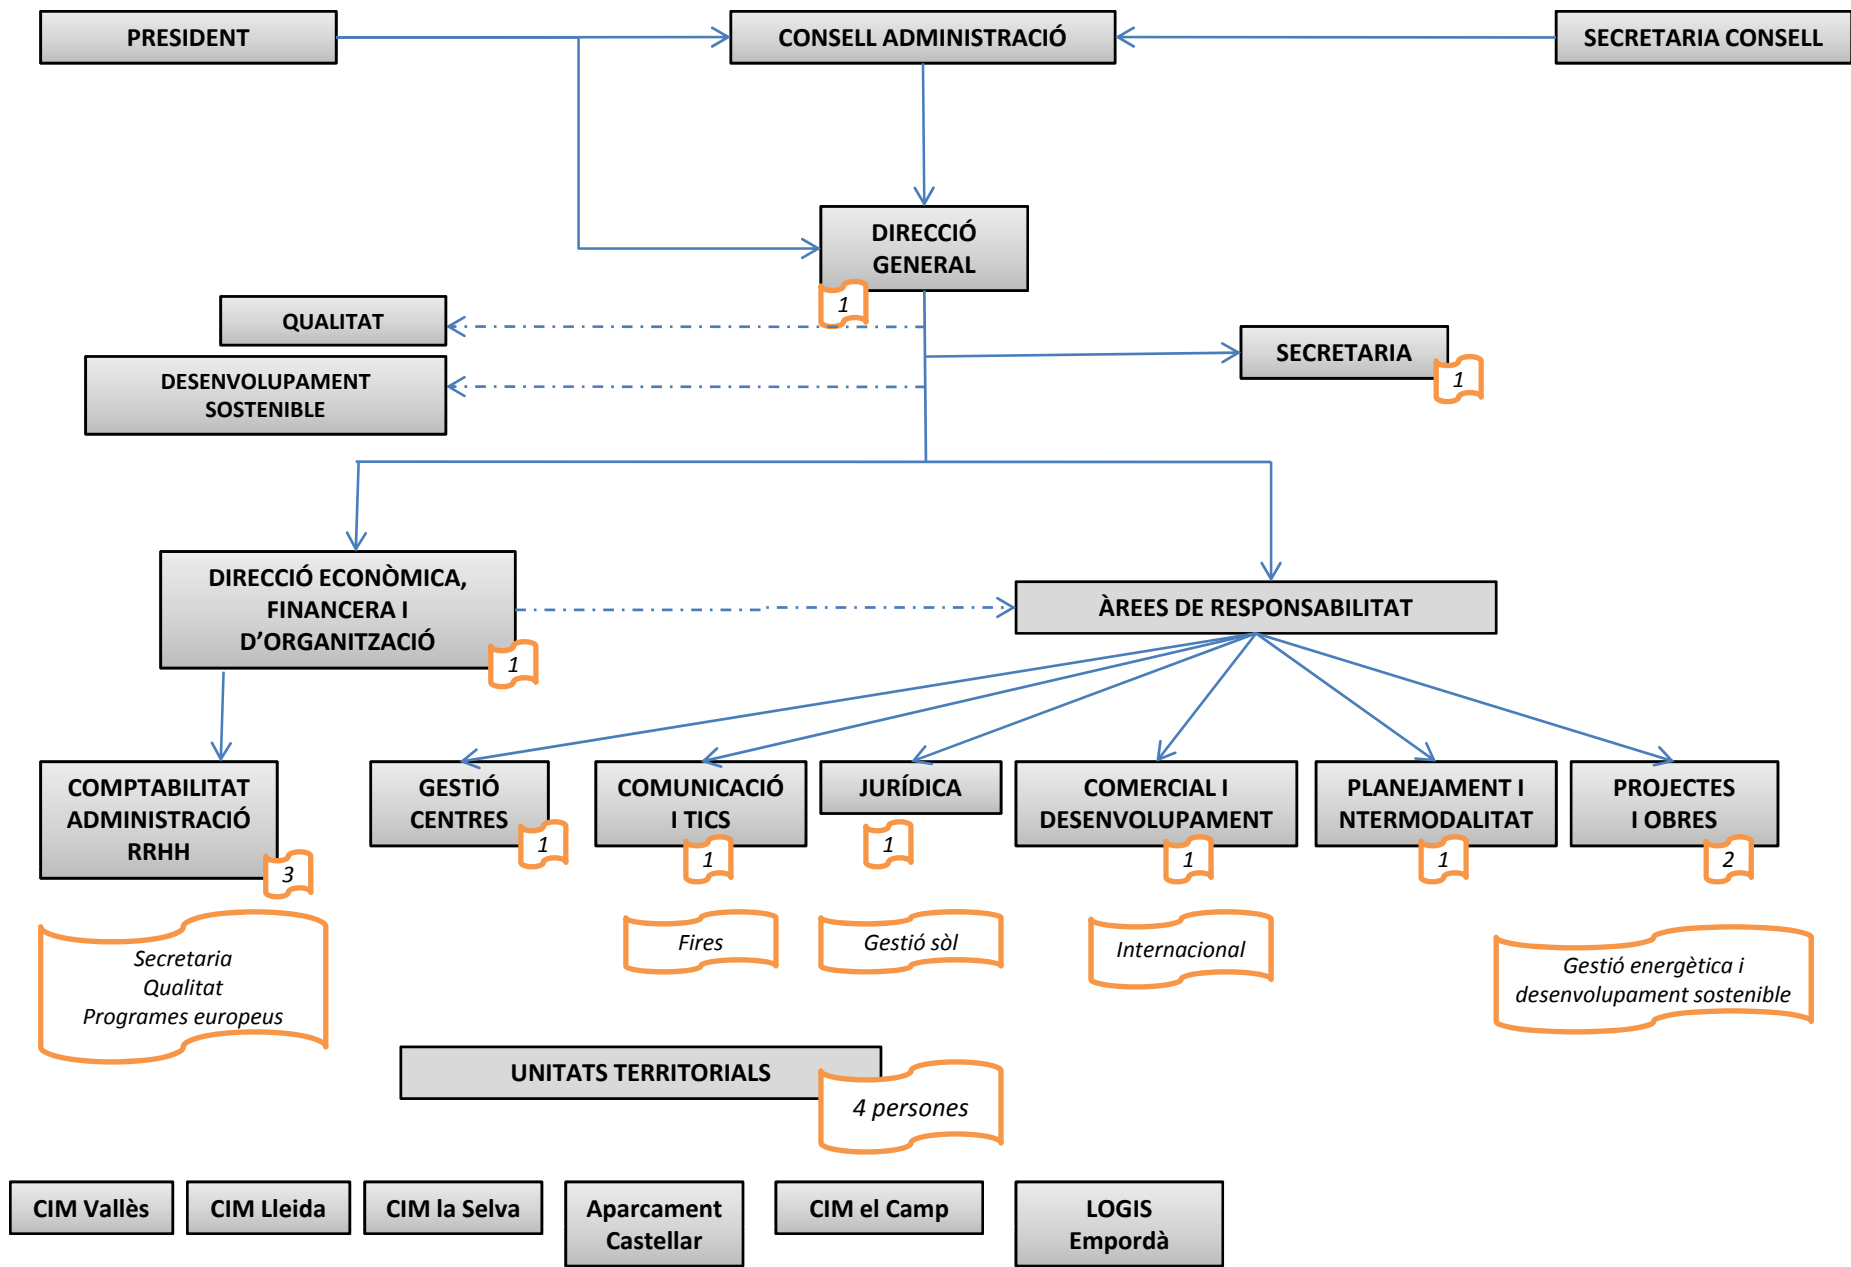 PRESIDENT
CONSELL ADMINISTRACIÓ
SECRETARIA CONSELL
DIRECCIÓ
GENERAL
1
QUALITAT
SECRETARIA
1
DESENVOLUPAMENT
SOSTENIBLE
DIRECCIÓ ECONÒMICA,
FINANCERA I
D'ORGANITZACIÓ
1
ÀREES DE RESPONSABILITAT
COMPTABILITAT
ADMINISTRACIÓ
RRHH
3
GESTIÓ
CENTRES
1
COMUNICACIÓ
I TICS
1
JURÍDICA
1
COMERCIAL I
DESENVOLUPAMENT
1
PLANEJAMENT I
NTERMODALITAT
1
PROJECTES
I OBRES
2
Secretaria
Qualitat
Programes europeus
Fires
Gestió sòl
Internacional
Gestió energètica i
desenvolupament sostenible
UNITATS TERRITORIALS
4 persones
CIM Vallès
CIM Lleida
CIM la Selva
Aparcament
Castellar
CIM el Camp
LOGIS
Empordà